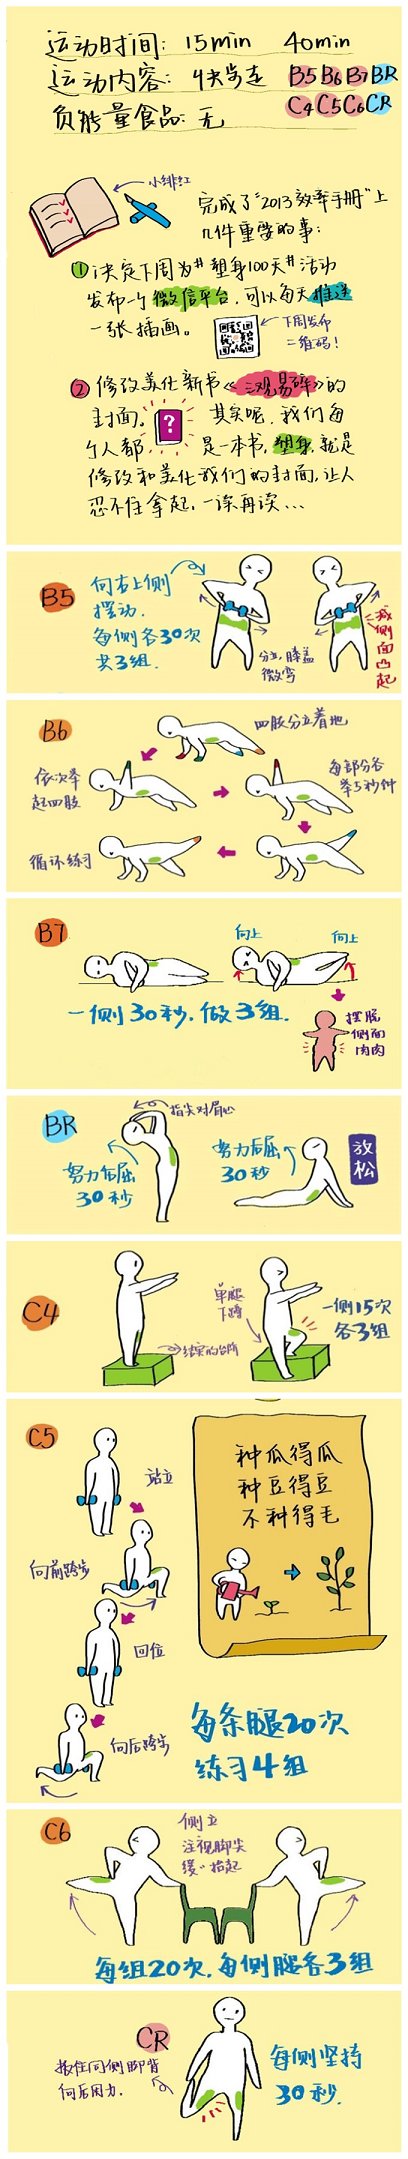 运动时间: 15min 40min
运动内容: 快步走 B5 B6 B7 BR
C4 C5 C6 CR
负能量食品: 无
小绯红
完成了“2013效率手册”上
几件重要的事:
① 决定下周为#塑身100天#活动
发布个微信平台, 可以每天推送
一张插画。
下周发布
二维码!
② 修改美化新书《三观易碎》的
封面。 其实呢, 我们每
?
个人都是一本书, 塑身, 就是
修改和美化我们的封面, 让人
忍不住拿起, 一读再读...
B5
向右上侧
摆动.
每侧各30次
共3组.
分立, 膝盖
微弯
减侧面凸起
B6
四肢分立着地
依次举
起四肢
每部分各
举5秒钟
循环练习
B7
向上
向上
一侧30秒, 做3组.
摆脱
侧面
肉肉
BR
指尖对眉心
努力后屈
30秒
努力后屈
30秒
放松
C4
单腿
下蹲
结实的台阶
一侧15次
各3组
C5
站立
向前跨步
回位
向后跨步
种瓜得瓜
种豆得豆
不种得毛
每条腿20次
练习4组
C6
侧立
注视脚尖
缓缓抬起
每组20次, 每侧腿各3组
CR
扳住同侧脚背
向后用力.
每侧坚持
30秒.